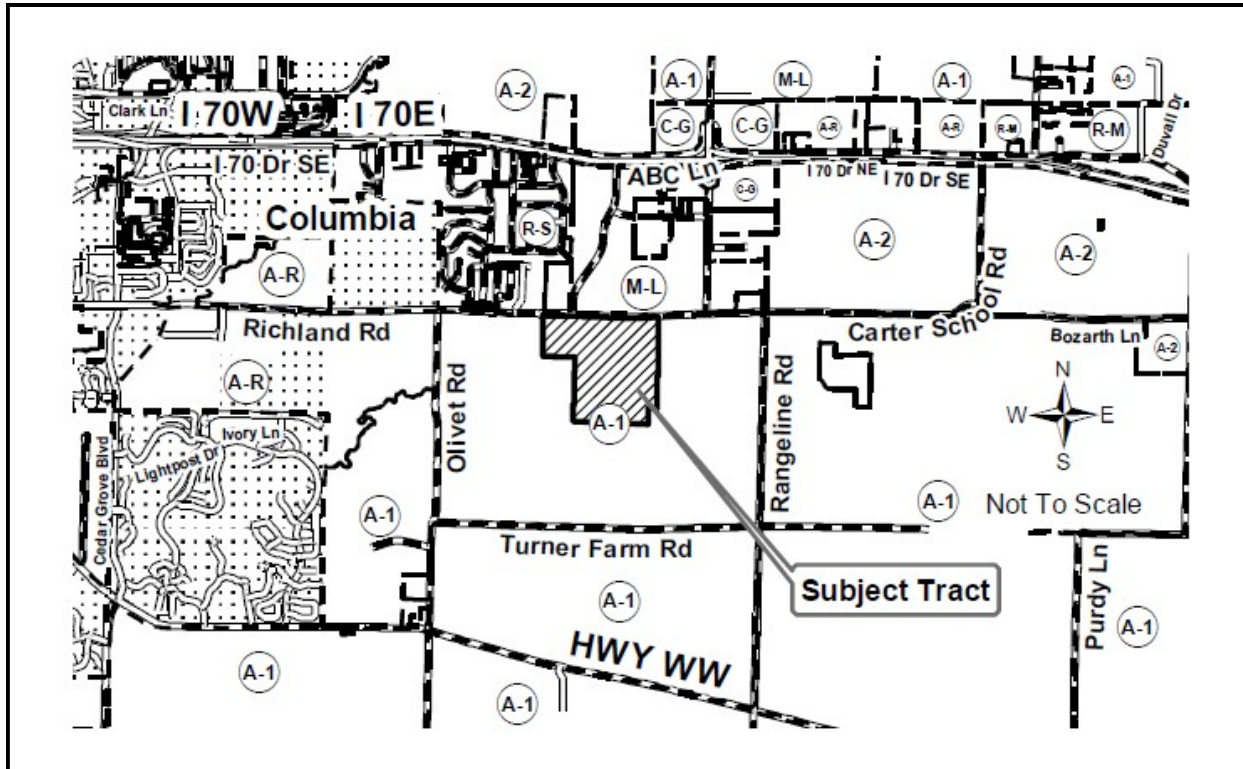 A-2
A-1
M-L
A-1
A-1
Clark Ln
I 70W
I 70E
C-G
C-G
A-R
A-R
R-M
R-M
Duvall Dr
I 70 Dr SE
ABC Ln
I 70 Dr NE
I 70 Dr SE
C-G
Columbia
R-S
A-2
A-2
A-R
M-L
Richland Rd
Carter School Rd
Bozarth Ln
A-2
A-R
Olivet Rd
Rangeline Rd
N
W
E
S
A-1
Ivory Ln
Lightpost Dr
Cedar Grove Blvd
A-1
A-1
Not To Scale
Turner Farm Rd
Subject Tract
A-1
Purdy Ln
A-1
HWY WW
A-1
A-1